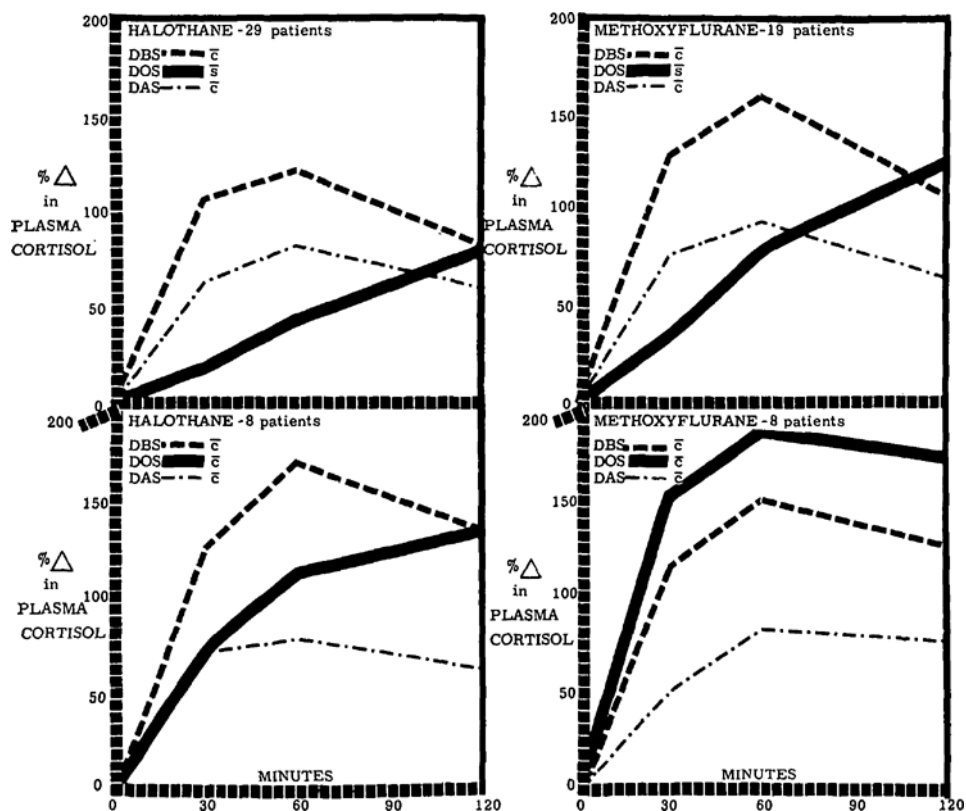 200
HALOTHANE -29 patients
DBS c̅
DOS s̅
DAS c̅
150
% △
in
PLASMA
CORTISOL
100
50
0
200
METHOXYFLURANE-19 patients
DBS c̅
DOS s̅
DAS c̅
150
% △
in
PLASMA
CORTISOL
100
50
0
200
HALOTHANE -8 patients
DBS c̅
DOS c̅
DAS c̅
150
% △
in
PLASMA
CORTISOL
100
50
0
0 30 60 90 120
MINUTES
200
METHOXYFLURANE-8 patients
DBS c̅
DOS c̅
DAS c̅
150
% △
in
PLASMA
CORTISOL
100
50
0
0 30 60 90 120